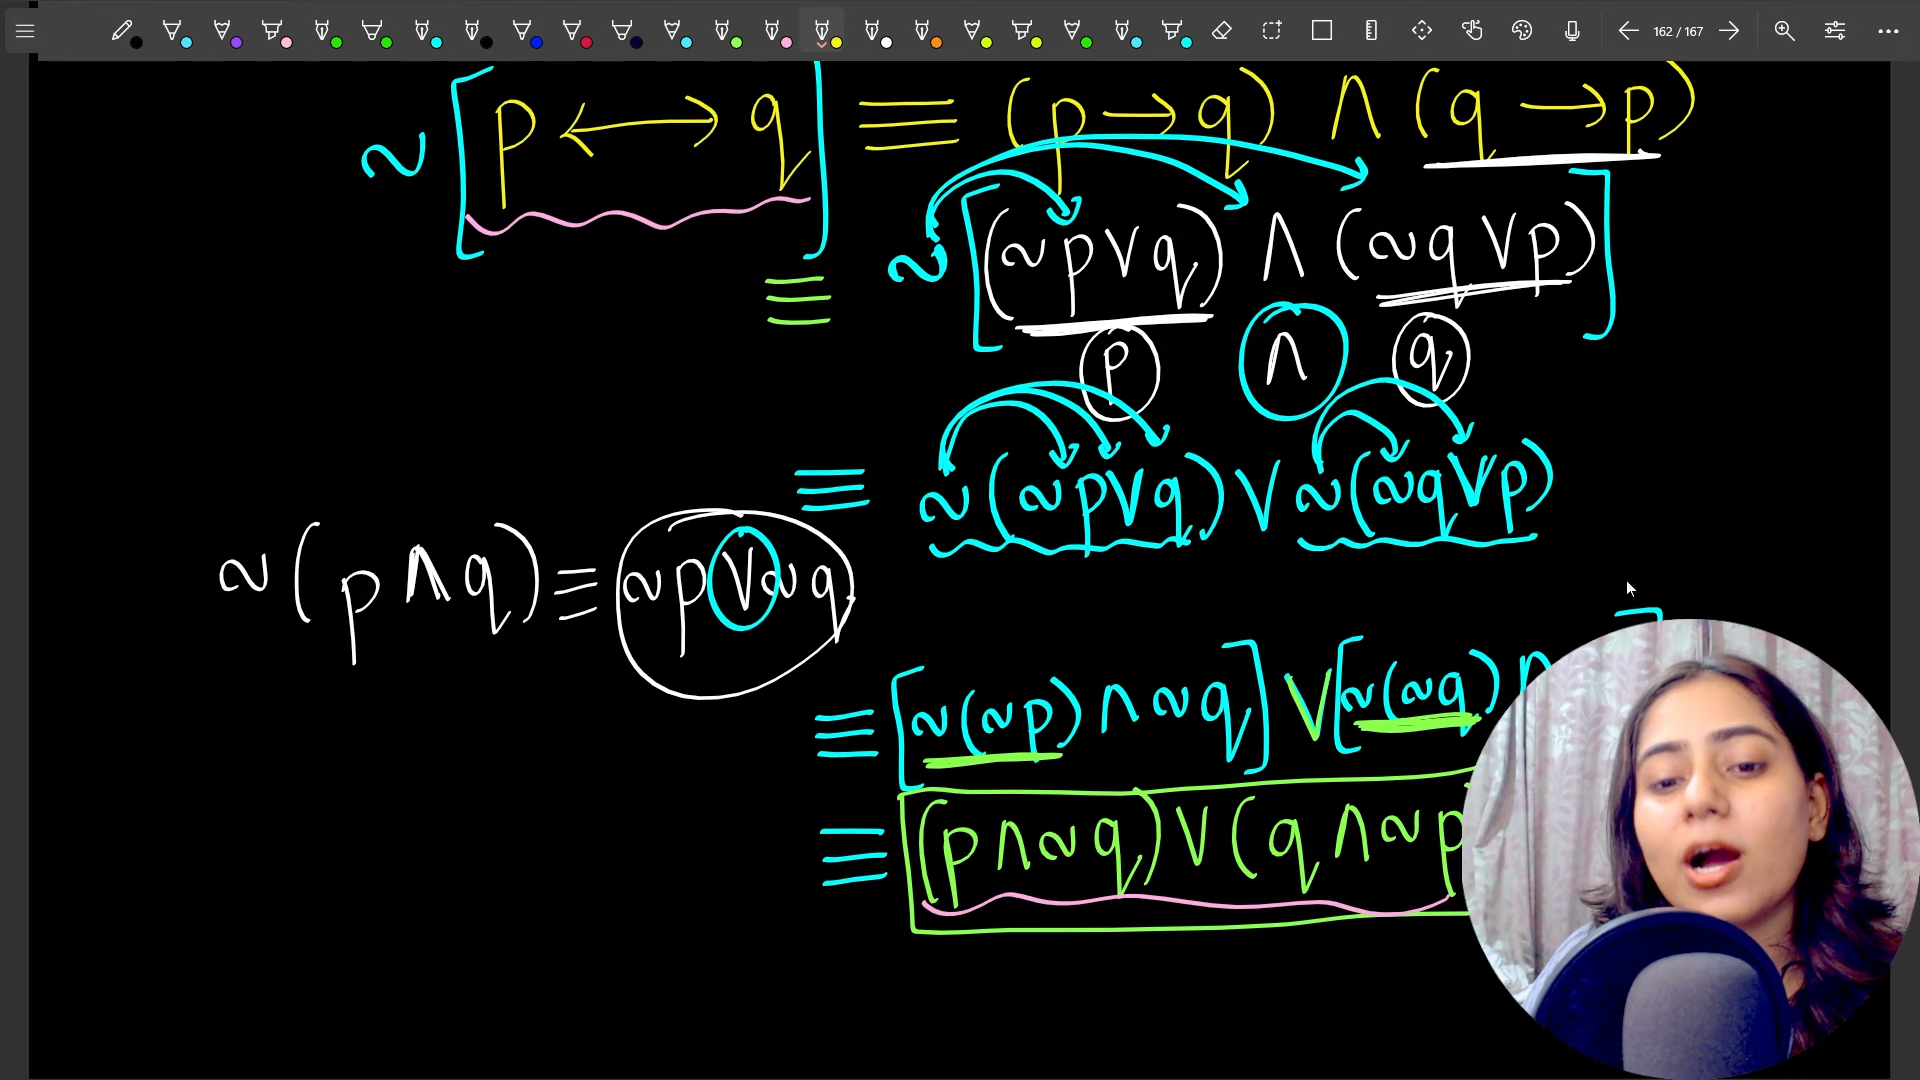 162 / 167
~[p ⟷ q] ≡ (p → q) ∧ (q → p)
≡ ~[(~p∨q) ∧ (~q∨p)]
p ∧ q
≡ ~(~p∨q) ∨ ~(~q∨p)
~(p∧q) ≡ ~p∨~q
≡ [~(~p) ∧ ~q] ∨ [~(~q)
≡ (p∧~q) ∨ (q∧~p